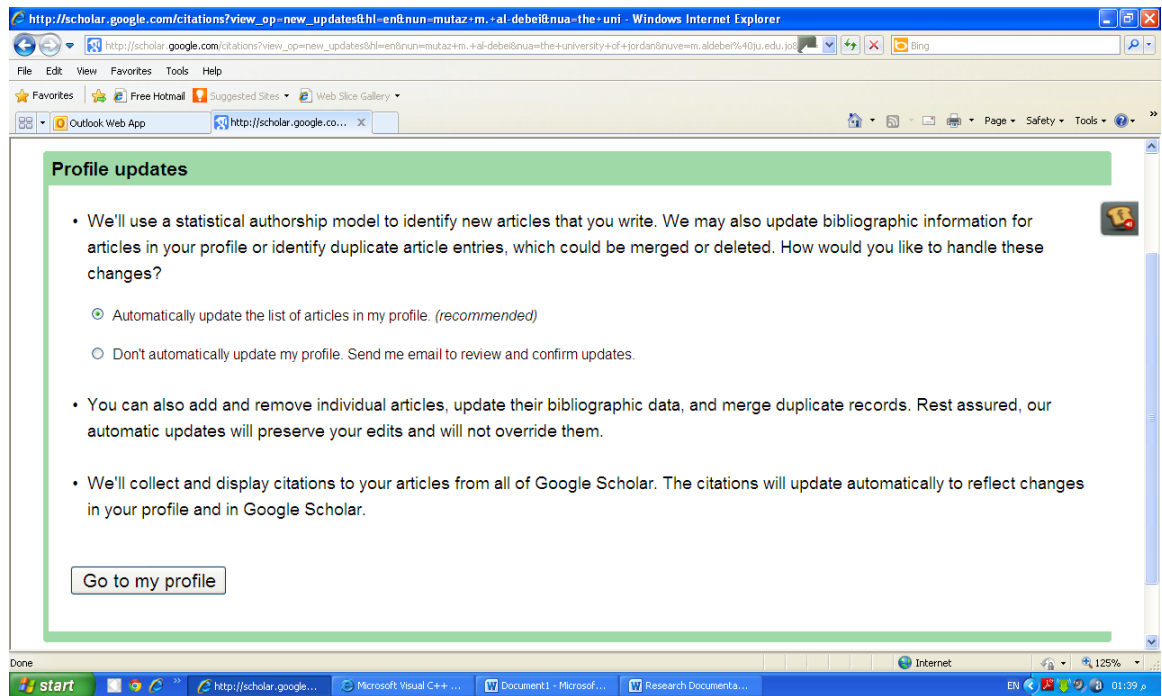 http://scholar.google.com/citations?view_op=new_updates&hl=en&nun=mutaz+m.+al-debei&nua=the+uni - Windows Internet Explorer
http://scholar.google.com/citations?view_op=new_updates&hl=en&nun=mutaz+m.+al-debei&nua=the+university+of+jordan&nuve=m.aldebei%40ju.edu.jo& Bing
File Edit View Favorites Tools Help
Favorites Free Hotmail Suggested Sites Web Slice Gallery
Outlook Web App http://scholar.google.co... X Page Safety Tools »
Profile updates
• We'll use a statistical authorship model to identify new articles that you write. We may also update bibliographic information for
articles in your profile or identify duplicate article entries, which could be merged or deleted. How would you like to handle these
changes?
Automatically update the list of articles in my profile. (recommended)
Don't automatically update my profile. Send me email to review and confirm updates.
• You can also add and remove individual articles, update their bibliographic data, and merge duplicate records. Rest assured, our
automatic updates will preserve your edits and will not override them.
• We'll collect and display citations to your articles from all of Google Scholar. The citations will update automatically to reflect changes
in your profile and in Google Scholar.
Go to my profile
Done Internet 125%
start » http://scholar.google... Microsoft Visual C++ ... Document1 - Microsof... Research Documenta... EN 01:39 م